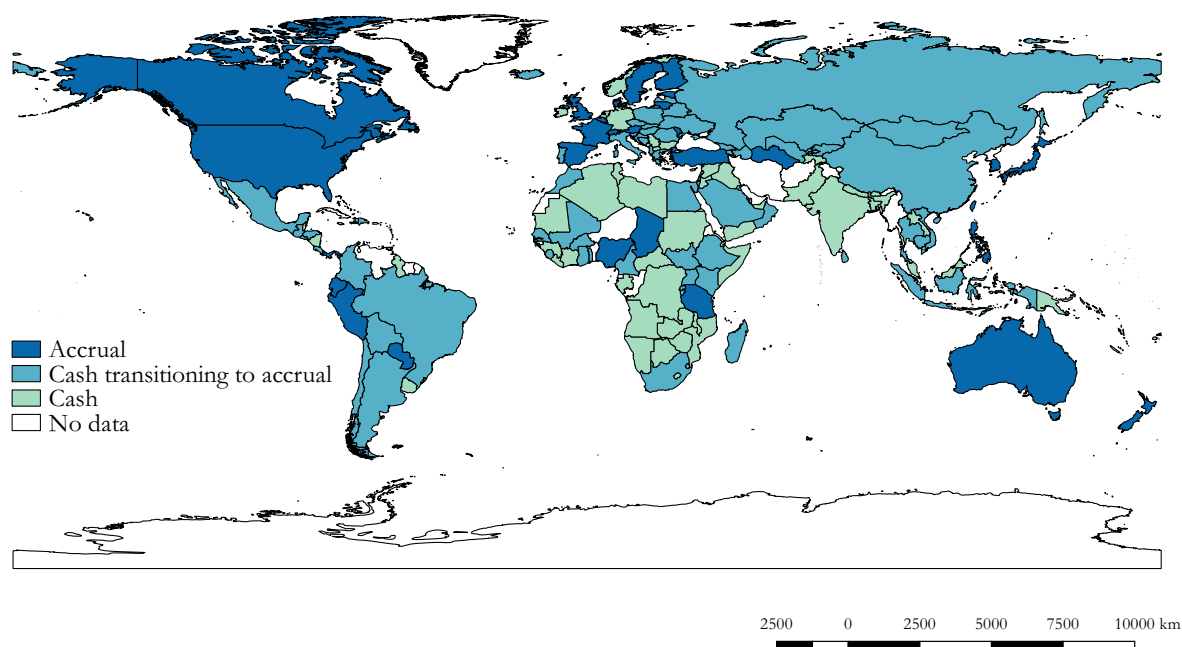 Accrual
Cash transitioning to accrual
Cash
No data
2500 0 2500 5000 7500 10000 km